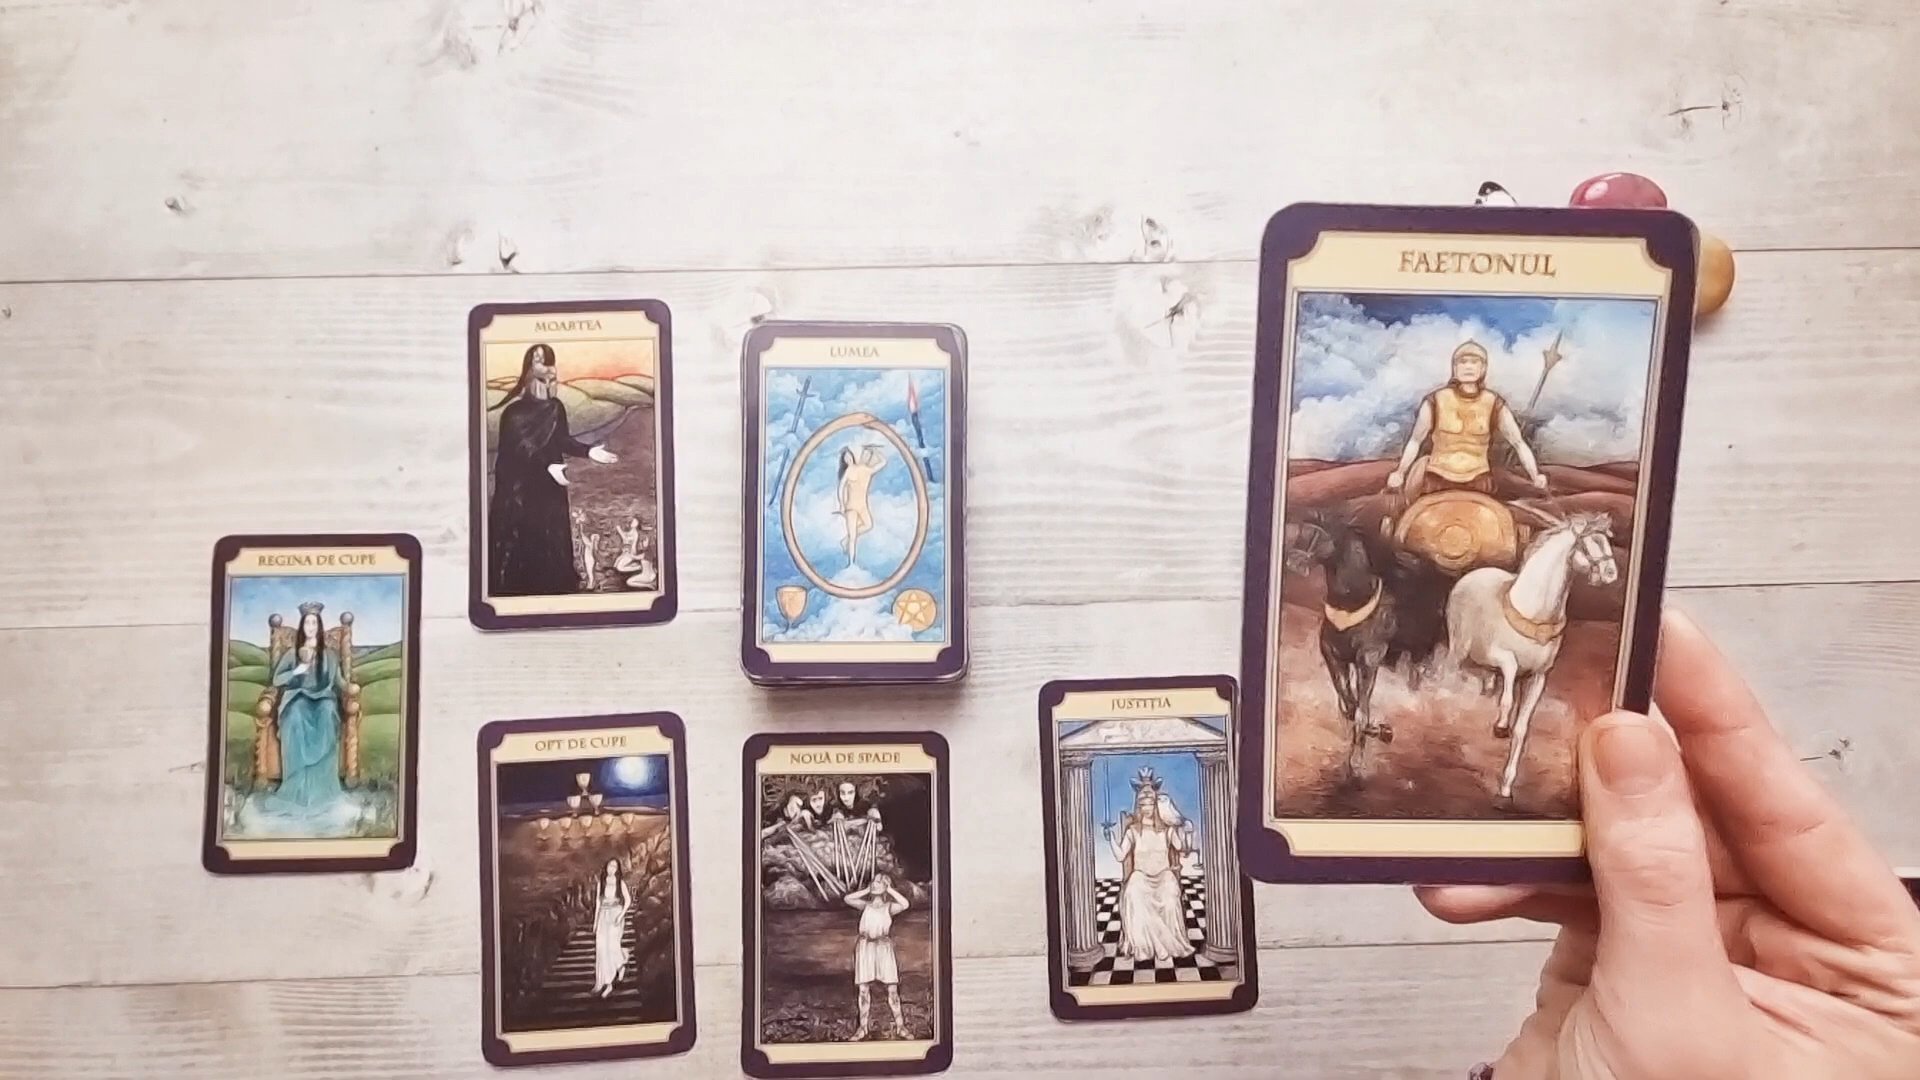 FAETONUL
MOARTEA
LUMEA
REGINA DE CUPE
JUSTIȚIA
OPT DE CUPE
NOUĂ DE SPADE